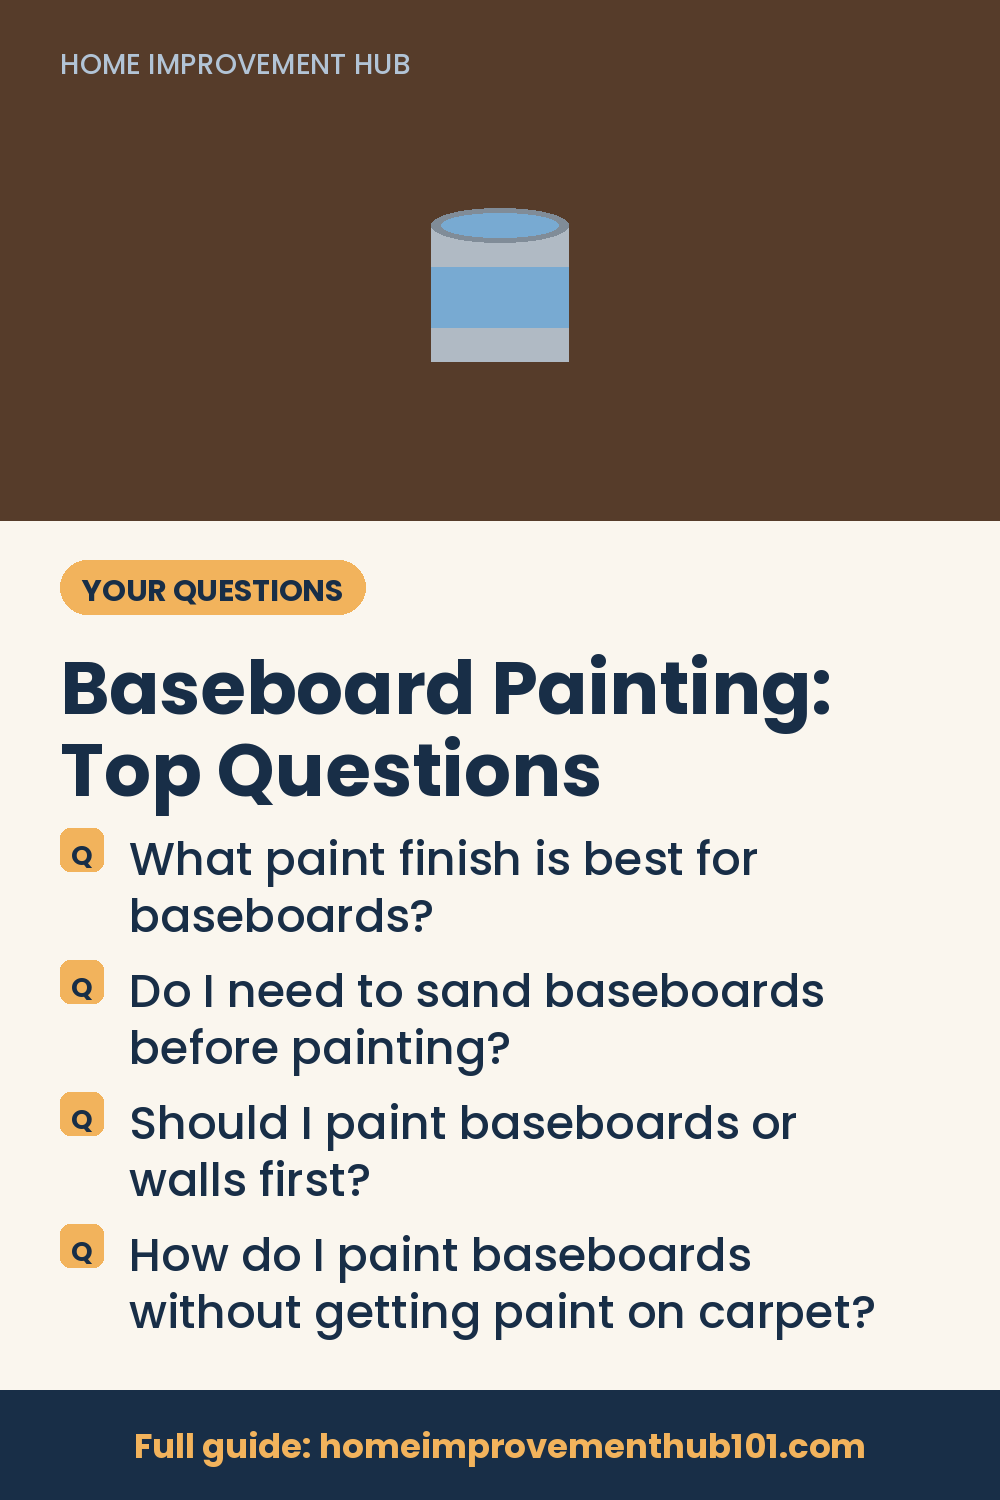 HOME IMPROVEMENT HUB
YOUR QUESTIONS
Baseboard Painting:
Top Questions
Q What paint finish is best for
baseboards?
Q Do I need to sand baseboards
before painting?
Q Should I paint baseboards or
walls first?
Q How do I paint baseboards
without getting paint on carpet?
Full guide: homeimprovementhub101.com